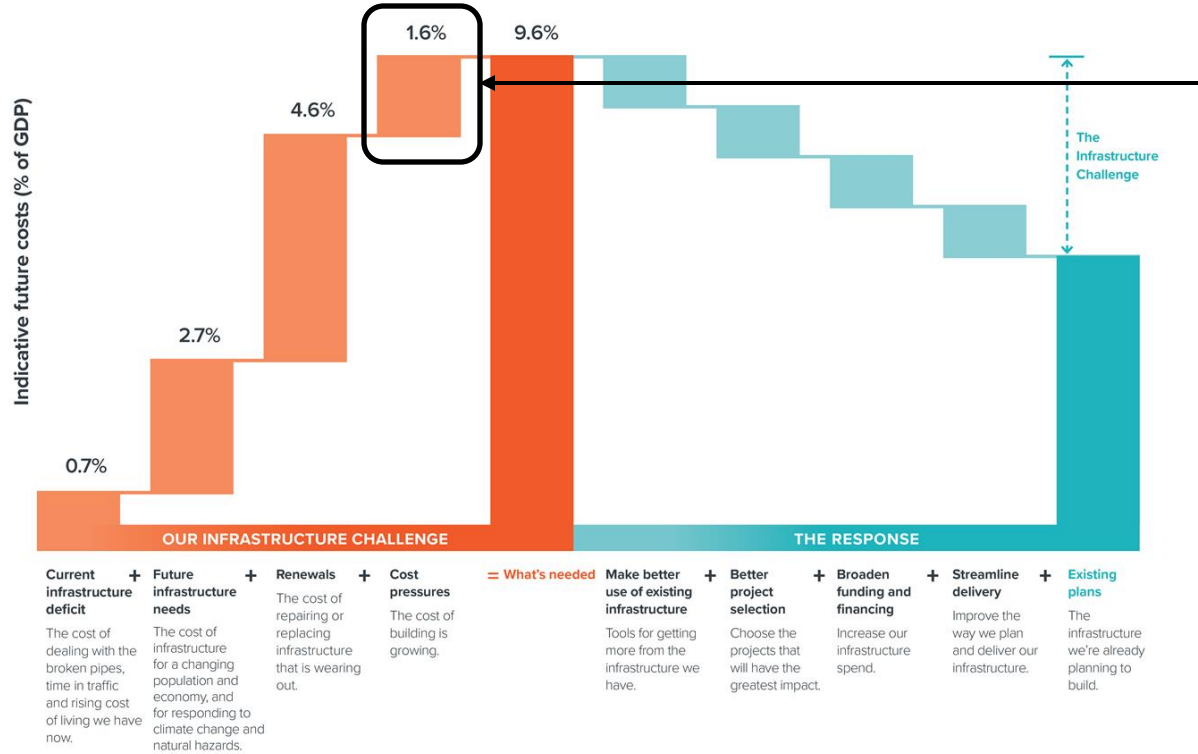 1.6%
9.6%
4.6%
2.7%
0.7%
Indicative future costs (% of GDP)
The
Infrastructure
Challenge
OUR INFRASTRUCTURE CHALLENGE
THE RESPONSE
Current
infrastructure
deficit
The cost of
dealing with the
broken pipes,
time in traffic
and rising cost
of living we have
now.
+
Future
infrastructure
needs
The cost of
infrastructure
for a changing
population and
economy, and
for responding to
climate change and
natural hazards.
+
Renewals
The cost of
repairing or
replacing
infrastructure
that is wearing
out.
+
Cost
pressures
The cost of
building is
growing.
= What's needed
Make better
use of existing
infrastructure
Tools for getting
more from the
infrastructure we
have.
+
Better
project
selection
Choose the
projects that
will have the
greatest impact.
+
Broaden
funding and
financing
Increase our
infrastructure
spend.
+
Streamline
delivery
Improve the
way we plan
and deliver our
infrastructure.
+
Existing
plans
The
infrastructure
we're already
planning to
build.